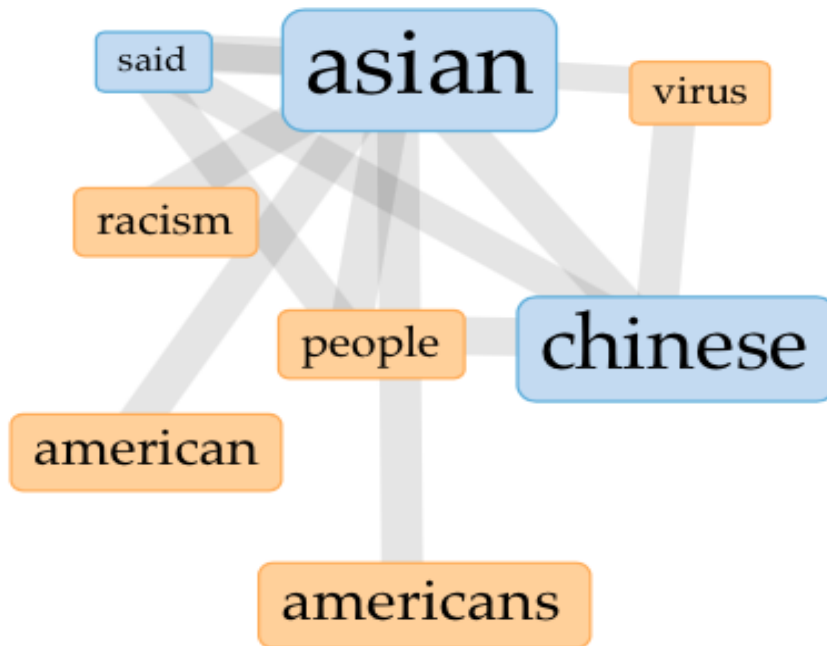 said
asian
virus
racism
people
chinese
american
americans